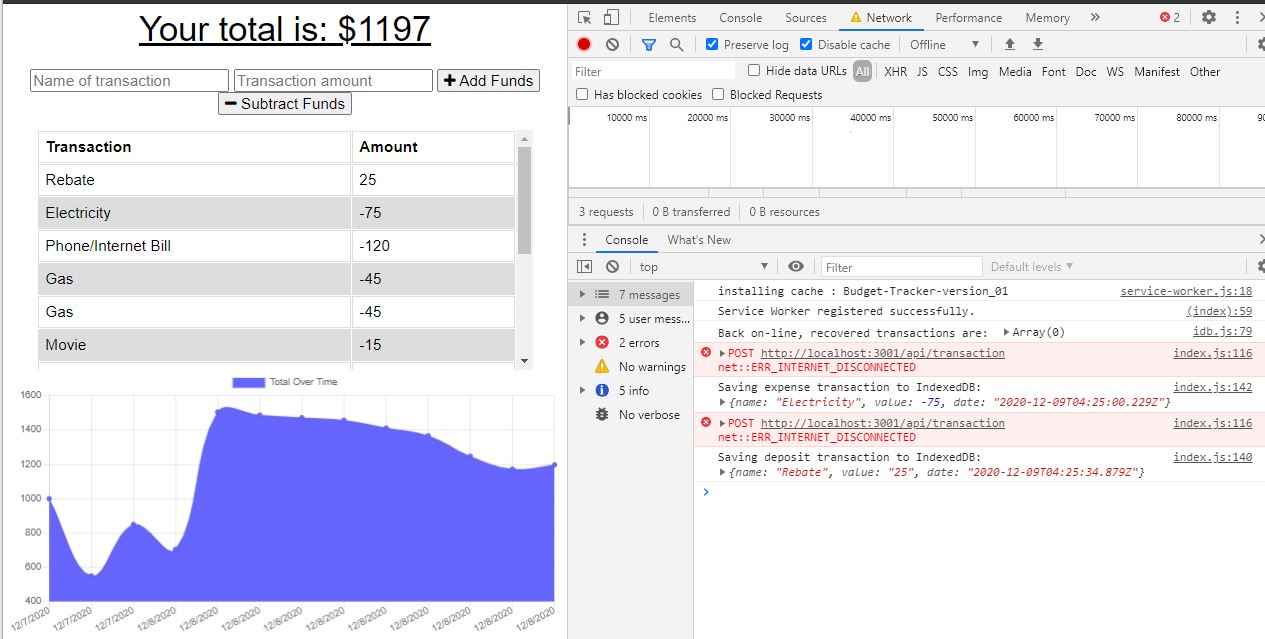 Your total is: $1197
Name of transaction Transaction amount + Add Funds
− Subtract Funds
Transaction Amount
Rebate 25
Electricity -75
Phone/Internet Bill -120
Gas -45
Gas -45
Movie -15
Total Over Time
1600
1400
1200
1000
800
600
400
12/7/2020 12/7/2020 12/7/2020 12/8/2020 12/8/2020 12/8/2020 12/8/2020 12/8/2020 12/8/2020 12/8/2020 12/8/2020 12/8/2020 12/8/2020
Elements Console Sources Network Performance Memory » 2
Preserve log Disable cache Offline
Filter Hide data URLs All XHR JS CSS Img Media Font Doc WS Manifest Other
Has blocked cookies Blocked Requests
10000 ms 20000 ms 30000 ms 40000 ms 50000 ms 60000 ms 70000 ms 80000 ms 90
3 requests 0 B transferred 0 B resources
Console What's New
top Filter Default levels
7 messages
5 user mess...
2 errors
No warnings
5 info
No verbose
installing cache : Budget-Tracker-version_01 service-worker.js:18
Service Worker registered successfully. (index):59
Back on-line, recovered transactions are: Array(0) idb.js:79
POST http://localhost:3001/api/transaction index.js:116
net::ERR_INTERNET_DISCONNECTED
Saving expense transaction to IndexedDB: index.js:142
{name: "Electricity", value: -75, date: "2020-12-09T04:25:00.229Z"}
POST http://localhost:3001/api/transaction index.js:116
net::ERR_INTERNET_DISCONNECTED
Saving deposit transaction to IndexedDB: index.js:140
{name: "Rebate", value: "25", date: "2020-12-09T04:25:34.879Z"}